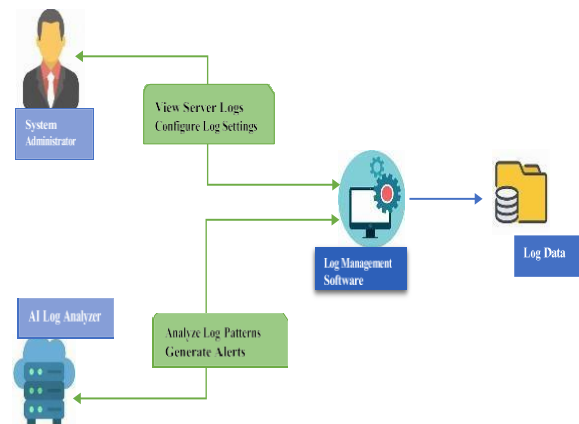 View Server Logs
Configure Log Settings
System
Administrator
Log Management
Software
Log Data
AI Log Analyzer
Analyze Log Patterns
Generate Alerts